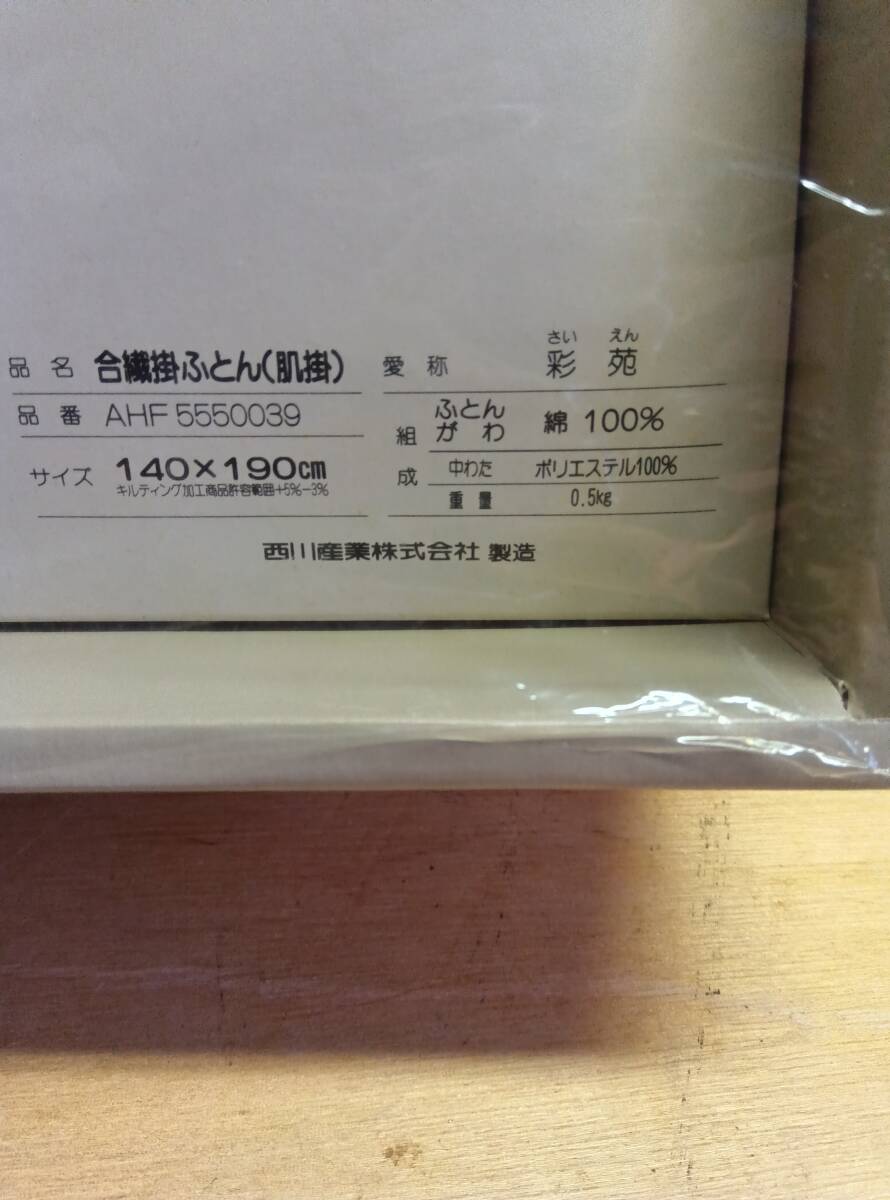 品名 合繊掛ふとん(肌掛)
品番 AHF 5550039
サイズ 140×190cm
キルティング加工商品許容範囲+5%-3%
さい えん
愛称 彩苑
組成
ふとんがわ 綿 100%
中わた ポリエステル100%
重量 0.5kg
西川産業株式会社 製造